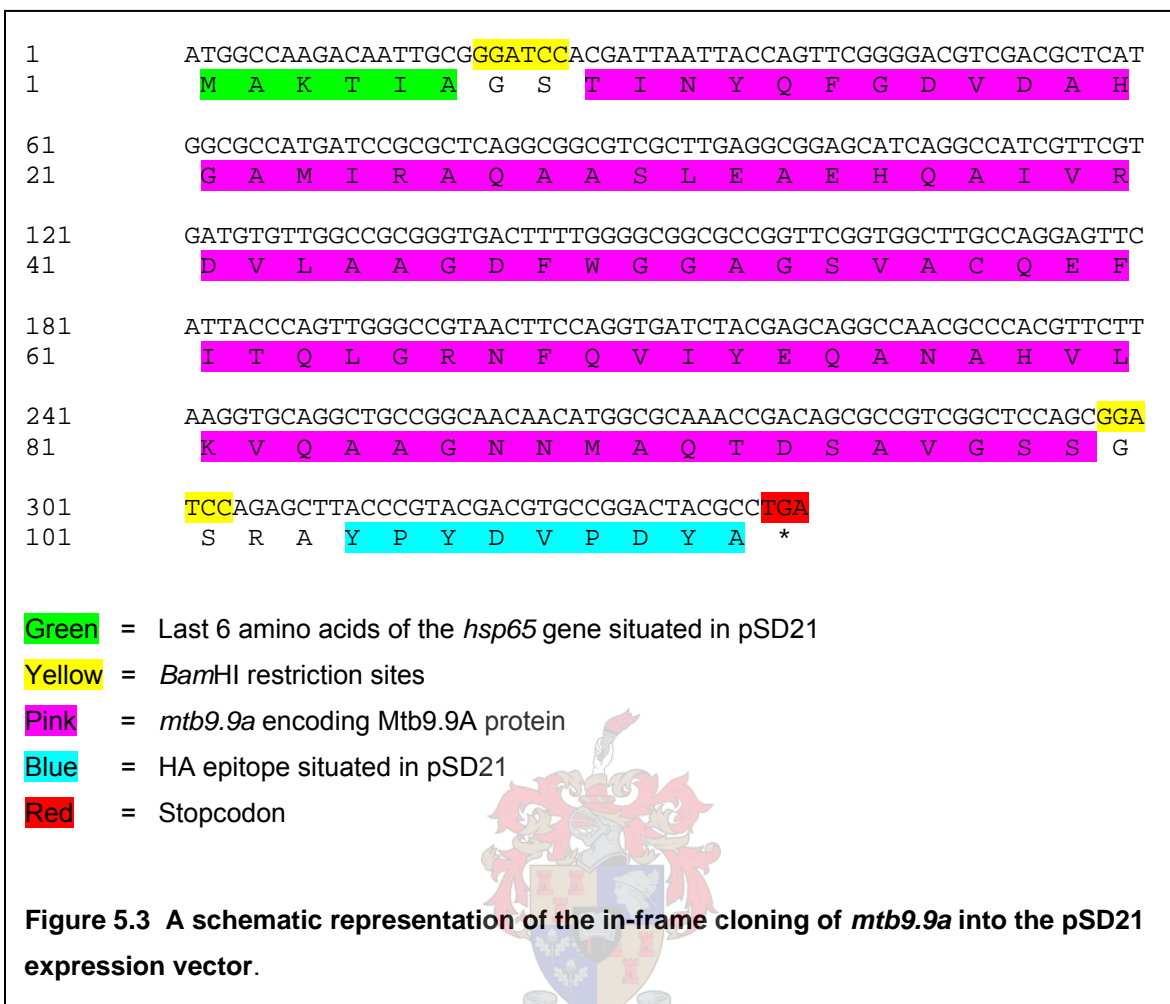 1 ATGGCCAAGACAATTGCGGGATCCACGATTAATTACCAGTTCGGGGACGTCGACGCTCAT
1 M A K T I A G S T I N Y Q F G D V D A H
61 GGCGCCATGATCCGCGCTCAGGCGGCGTCGCTTGAGGCGGAGCATCAGGCCATCGTTCGT
21 G A M I R A Q A A S L E A E H Q A I V R
121 GATGTGTTGGCCGCGGGTGACTTTTGGGGCGGCGCCGGTTCGGTGGCTTGCCAGGAGTTC
41 D V L A A G D F W G G A G S V A C Q E F
181 ATTACCCAGTTGGGCCGTAACTTCCAGGTGATCTACGAGCAGGCCAACGCCCACGTTCTT
61 I T Q L G R N F Q V I Y E Q A N A H V L
241 AAGGTGCAGGCTGCCGGCAACAACATGGCGCAAACCGACAGCGCCGTCGGCTCCAGCGGA
81 K V Q A A G N N M A Q T D S A V G S S G
301 TCCAGAGCTTACCCGTACGACGTGCCGGACTACGCCTGA
101 S R A Y P Y D V P D Y A *
Green = Last 6 amino acids of the hsp65 gene situated in pSD21
Yellow = BamHI restriction sites
Pink = mtb9.9a encoding Mtb9.9A protein
Blue = HA epitope situated in pSD21
Red = Stopcodon
Figure 5.3 A schematic representation of the in-frame cloning of mtb9.9a into the pSD21
expression vector.